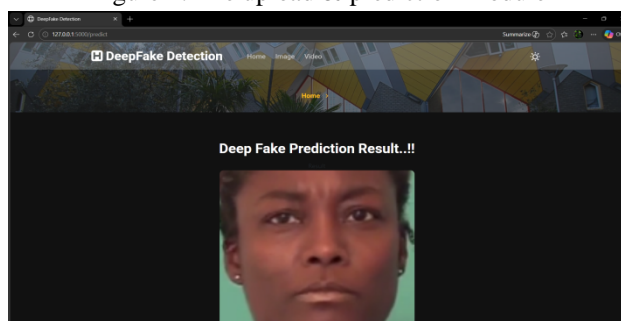 DeepFake Detection
127.0.0.1:5000/predict
Summarize
DeepFake Detection
Home Image Video
Home
Deep Fake Prediction Result..!!